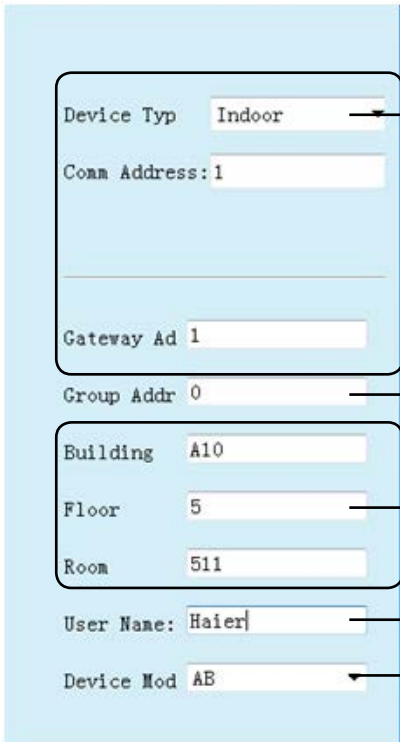 Device Typ Indoor
Comm Address: 1
Gateway Ad 1
Group Addr 0
Building A10
Floor 5
Room 511
User Name: Haier
Device Mod AB